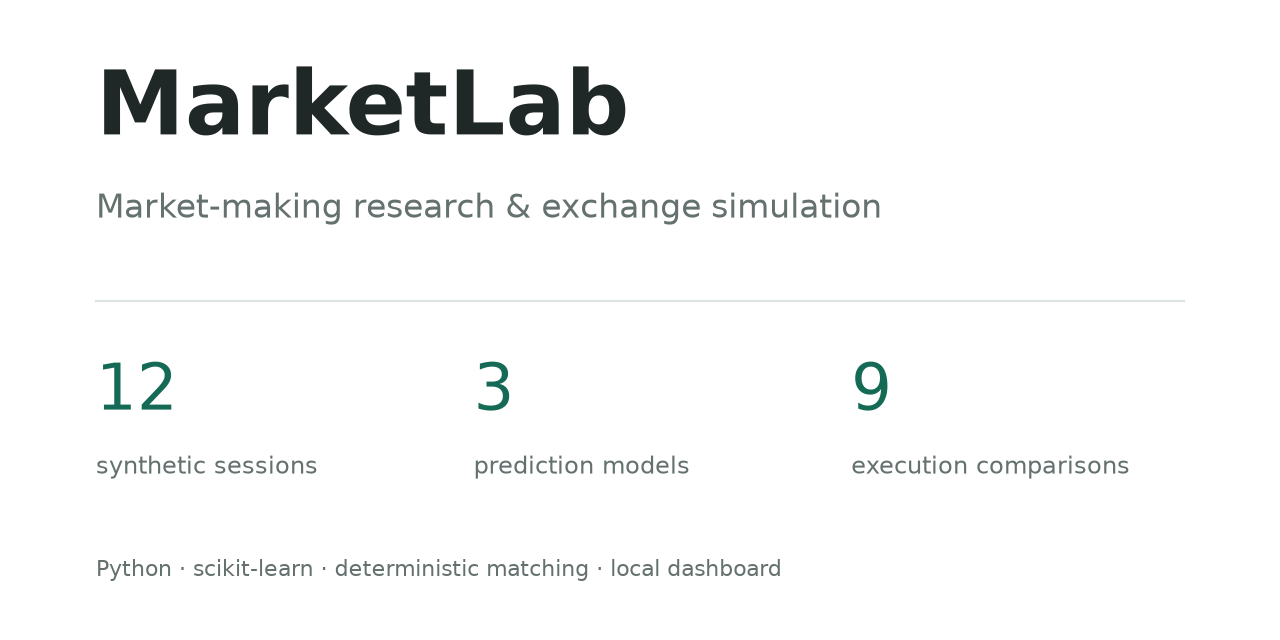 MarketLab
Market-making research & exchange simulation
12
3
9
synthetic sessions
prediction models
execution comparisons
Python · scikit-learn · deterministic matching · local dashboard